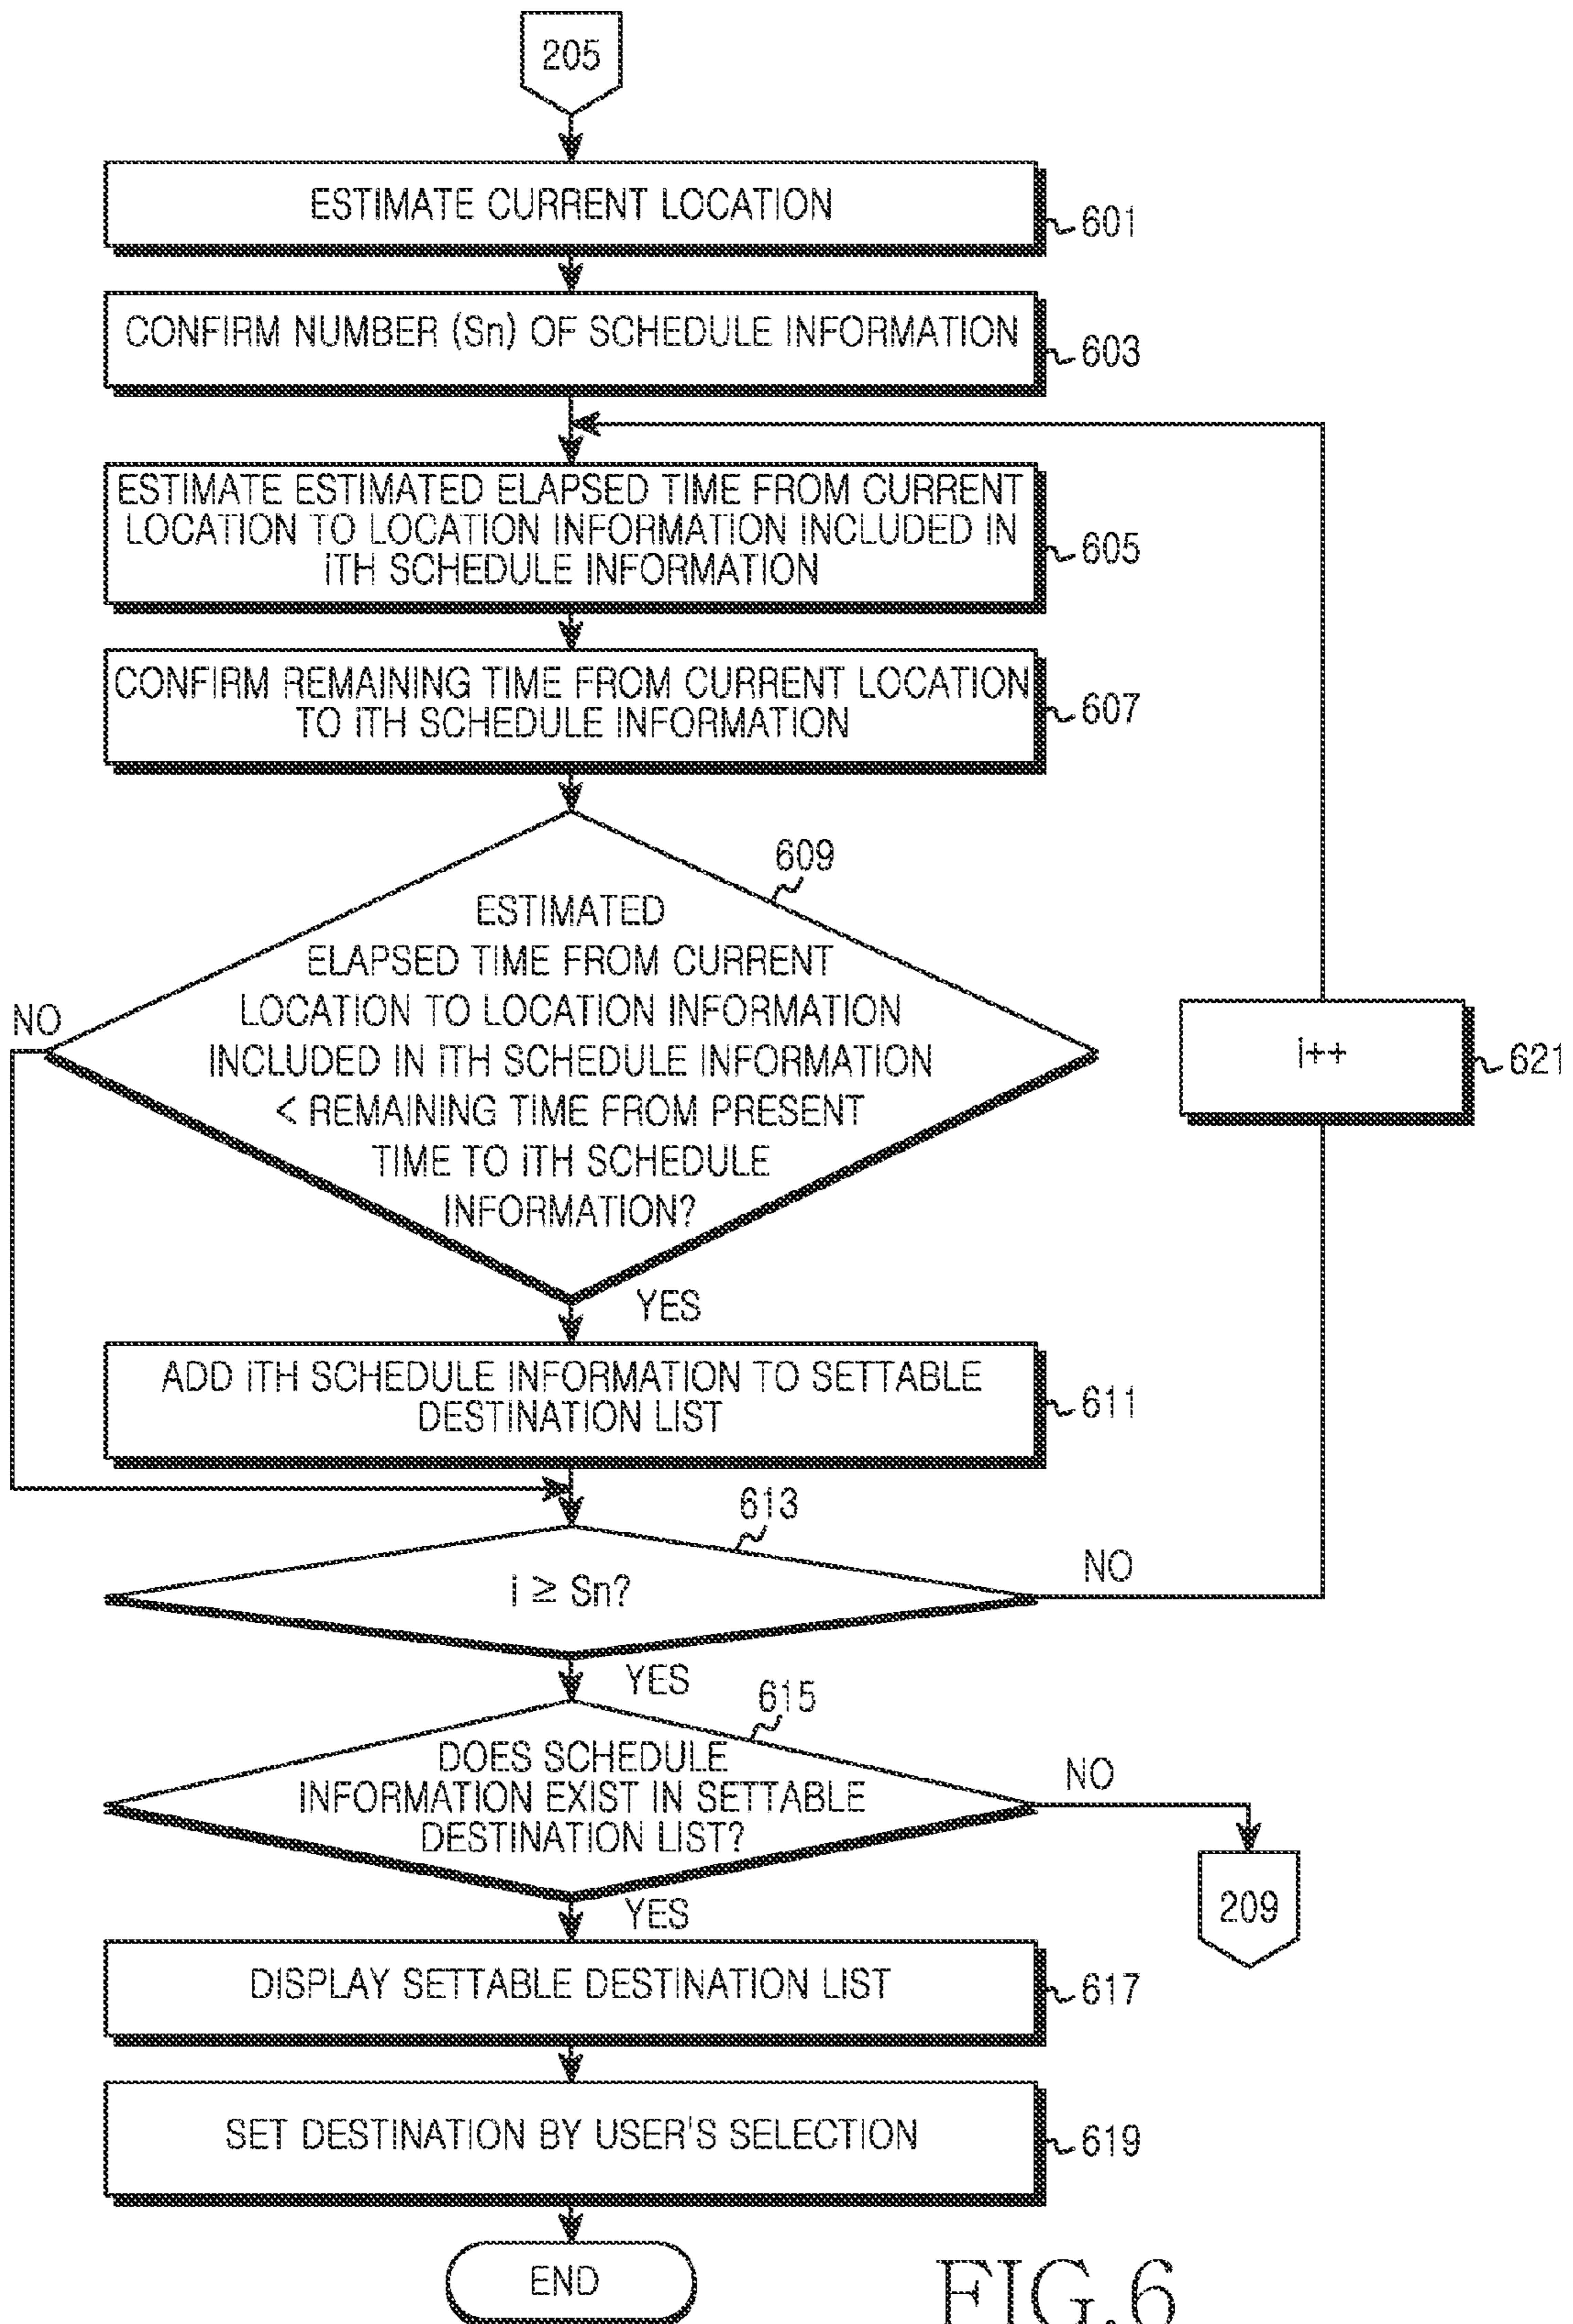 205
ESTIMATE CURRENT LOCATION
601
CONFIRM NUMBER (Sn) OF SCHEDULE INFORMATION
603
ESTIMATE ESTIMATED ELAPSED TIME FROM CURRENT
LOCATION TO LOCATION INFORMATION INCLUDED IN
iTH SCHEDULE INFORMATION
605
CONFIRM REMAINING TIME FROM CURRENT LOCATION
TO iTH SCHEDULE INFORMATION
607
609
ESTIMATED
ELAPSED TIME FROM CURRENT
LOCATION TO LOCATION INFORMATION
INCLUDED IN iTH SCHEDULE INFORMATION
< REMAINING TIME FROM PRESENT
TIME TO iTH SCHEDULE
INFORMATION?
NO
i++
621
YES
ADD iTH SCHEDULE INFORMATION TO SETTABLE
DESTINATION LIST
611
613
i ≥ Sn?
NO
YES
615
DOES SCHEDULE
INFORMATION EXIST IN SETTABLE
DESTINATION LIST?
NO
209
YES
DISPLAY SETTABLE DESTINATION LIST
617
SET DESTINATION BY USER'S SELECTION
619
END
FIG.6